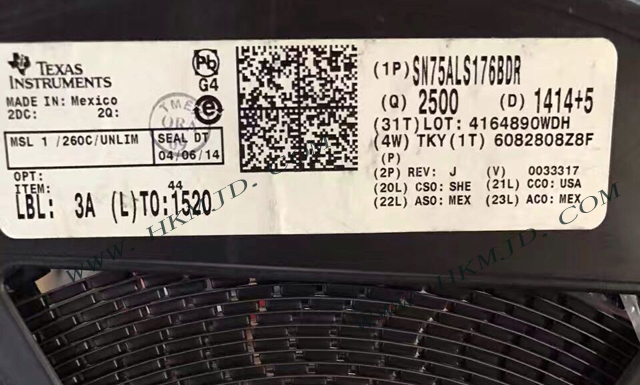 TEXAS
INSTRUMENTS
MADE IN: Mexico
2DC: 2Q:
Pb
G4
e
TME
QRA
MSL 1 /260C/UNLIM
SEAL DT
04/06/14
OPT:
ITEM:
44
LBL: 3A (L)T0:1520
(1P) SN75ALS176BDR
(Q) 2500 (D) 1414+5
(31T) LOT: 4164890WDH
(4W) TKY(1T) 6082808Z8F
(P)
(2P) REV: J (V) 0033317
(20L) CSO: SHE (21L) CCO: USA
(22L) ASO: MEX (23L) ACO: MEX
WWW.HKMJD.COM
WWW.HKMJD.COM